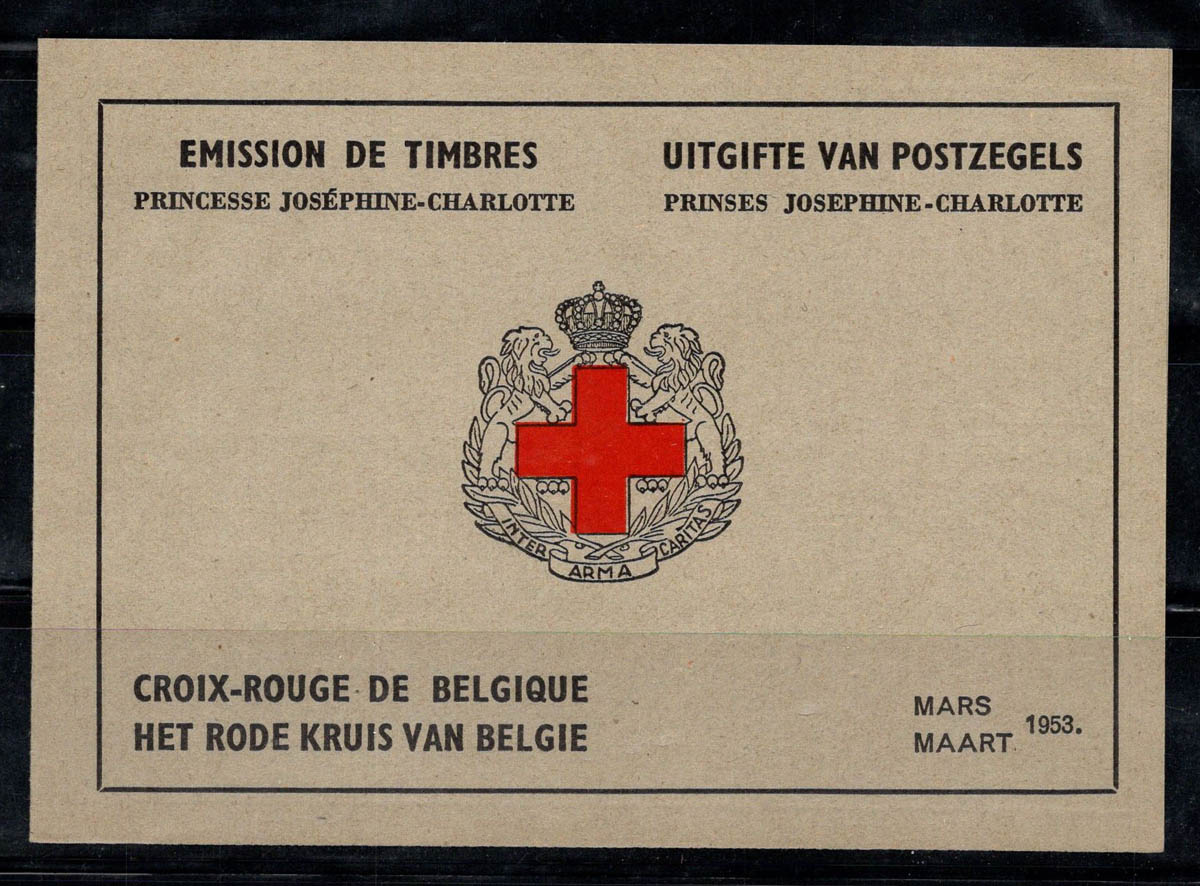 EMISSION DE TIMBRES
PRINCESSE JOSÉPHINE-CHARLOTTE
UITGIFTE VAN POSTZEGELS
PRINSES JOSEPHINE-CHARLOTTE
INTER ARMA CARITAS
CROIX-ROUGE DE BELGIQUE
HET RODE KRUIS VAN BELGIE
MARS
MAART 1953.